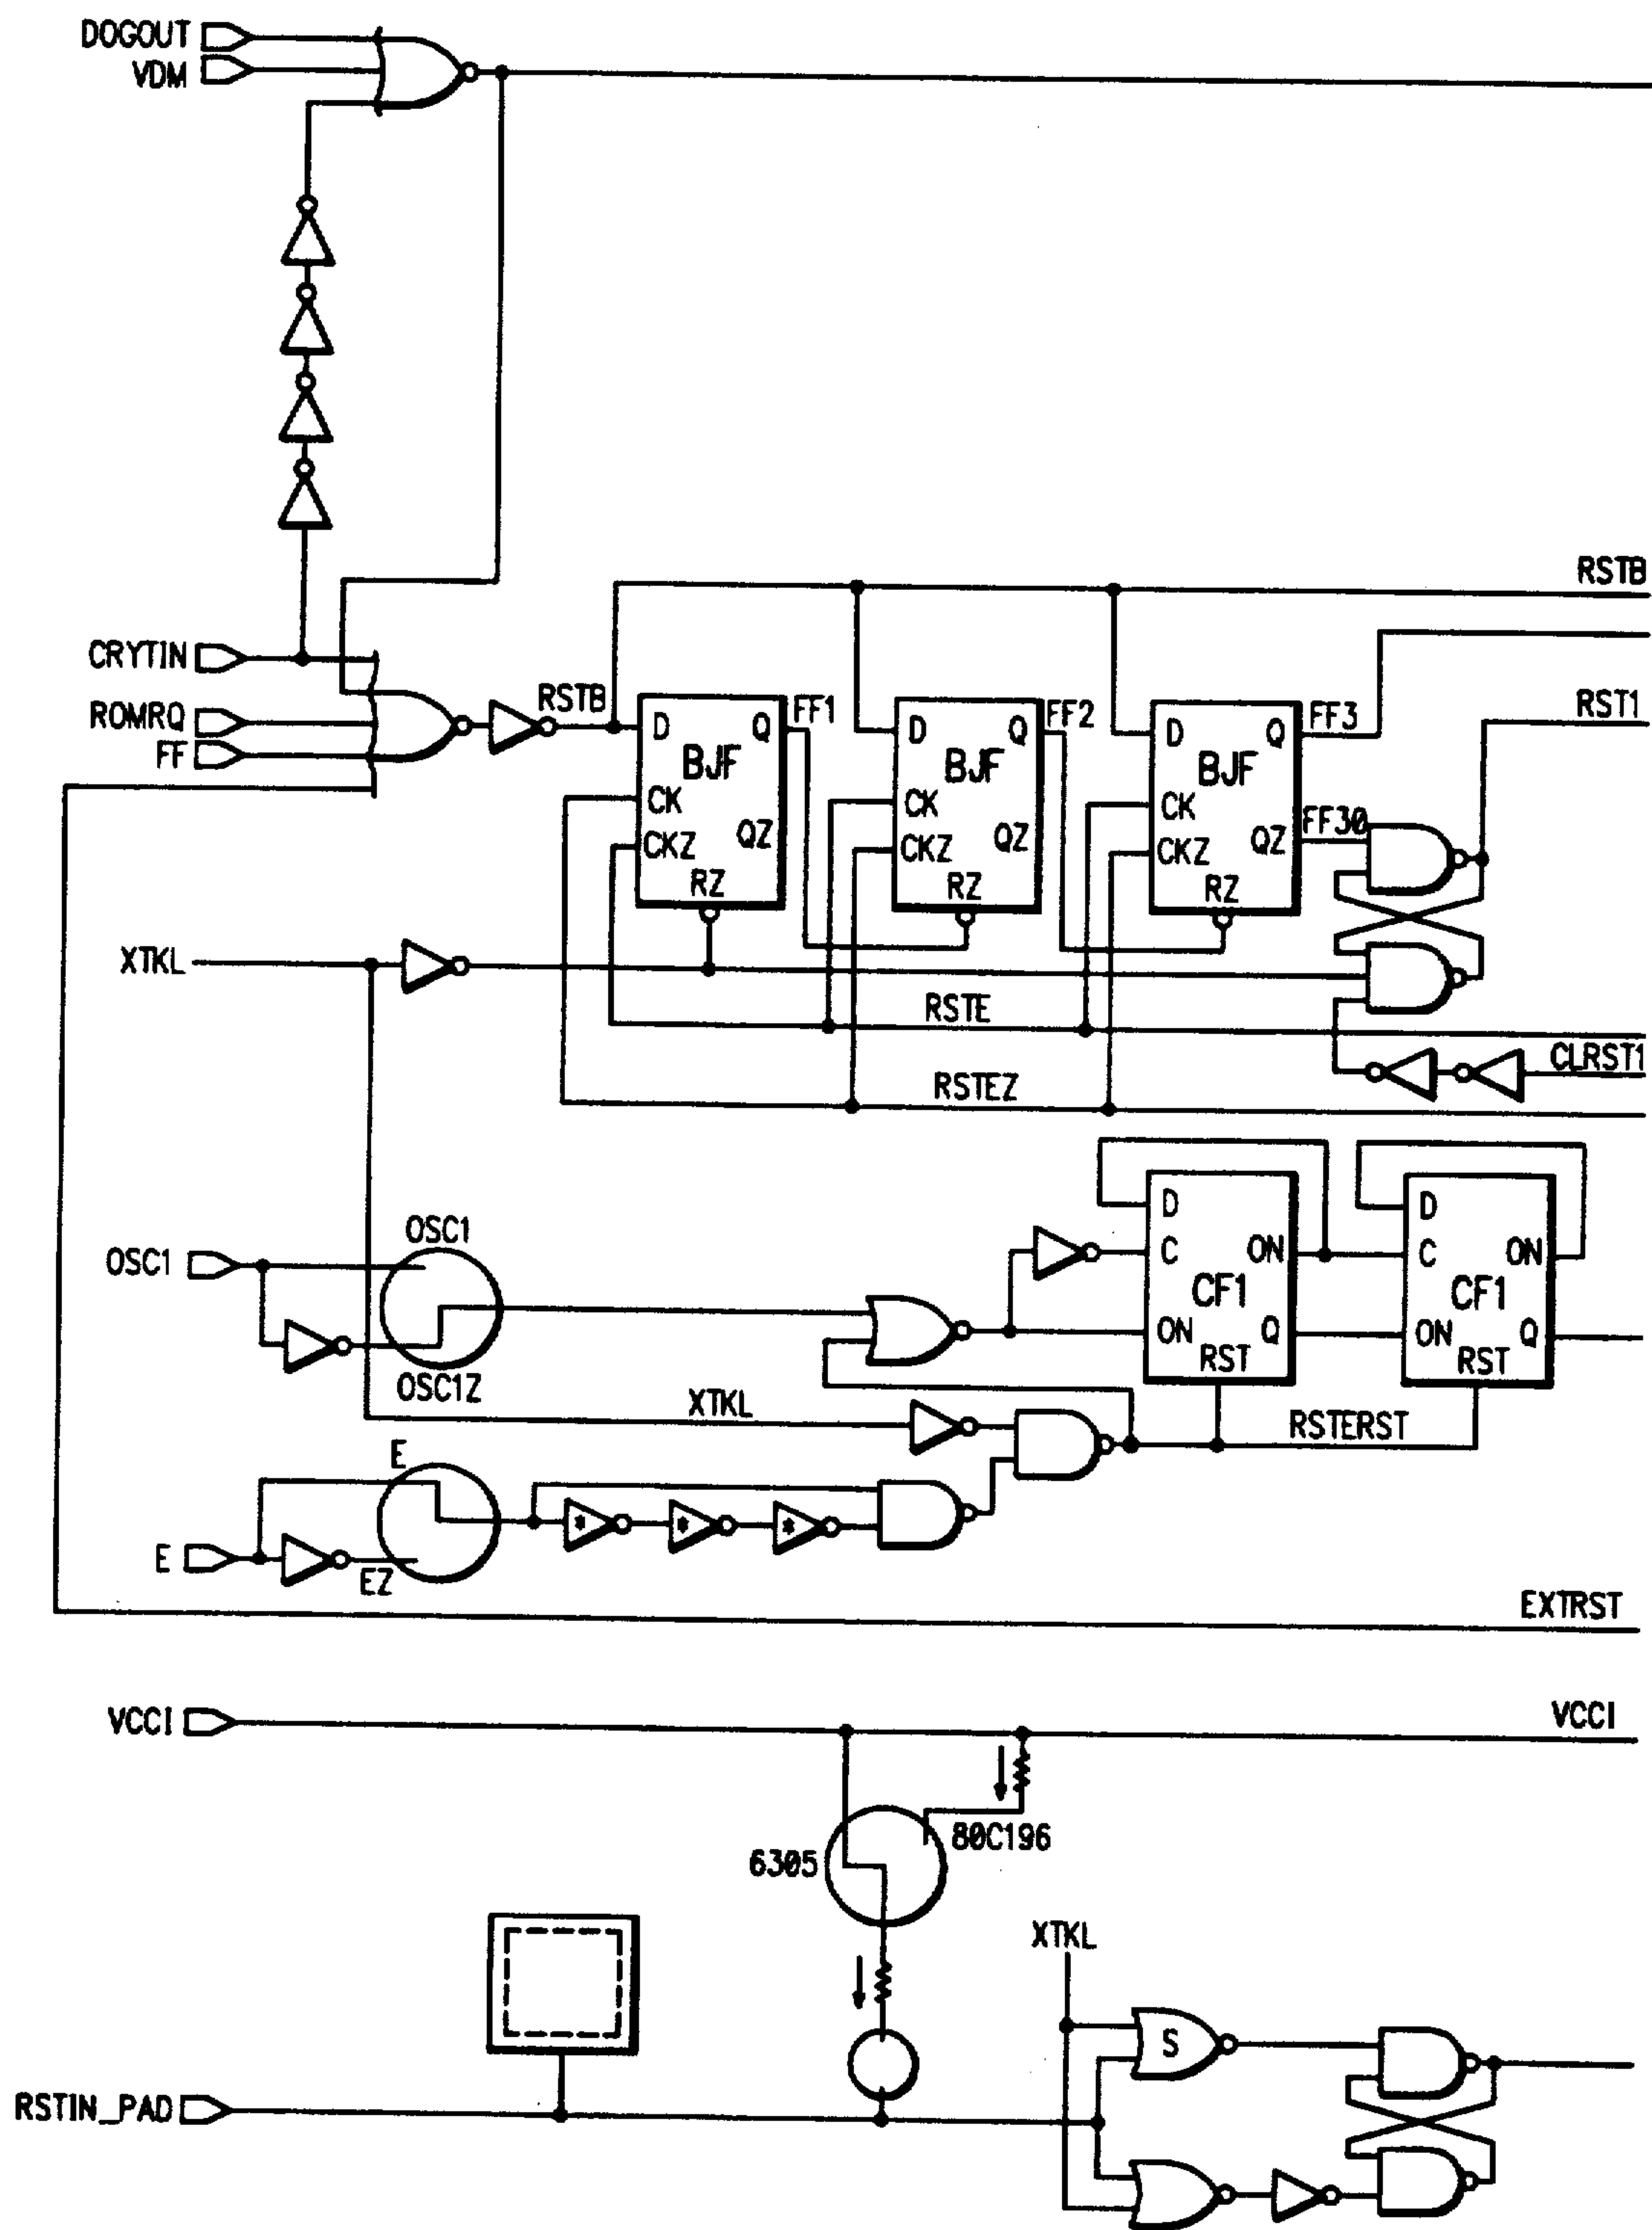 DOGOUT
VDM
RSTB
CRYTIN
ROMRQ
FF
RSTB
D Q
BJF
CK
CKZ QZ
RZ
FF1
D Q
BJF
CK
CKZ QZ
RZ
FF2
D Q
BJF
CK
CKZ QZ
RZ
FF3
FF30
RST1
XTKL
RSTE
CLRST1
RSTEZ
OSC1
OSC1
OSC1Z
D
C ON
CF1
ON Q
RST
D
C ON
CF1
ON Q
RST
XTKL
RSTERST
E
* * *
E
EZ
EXTRST
VCCI
VCCI
6305
80C196
XTKL
S
RSTIN_PAD